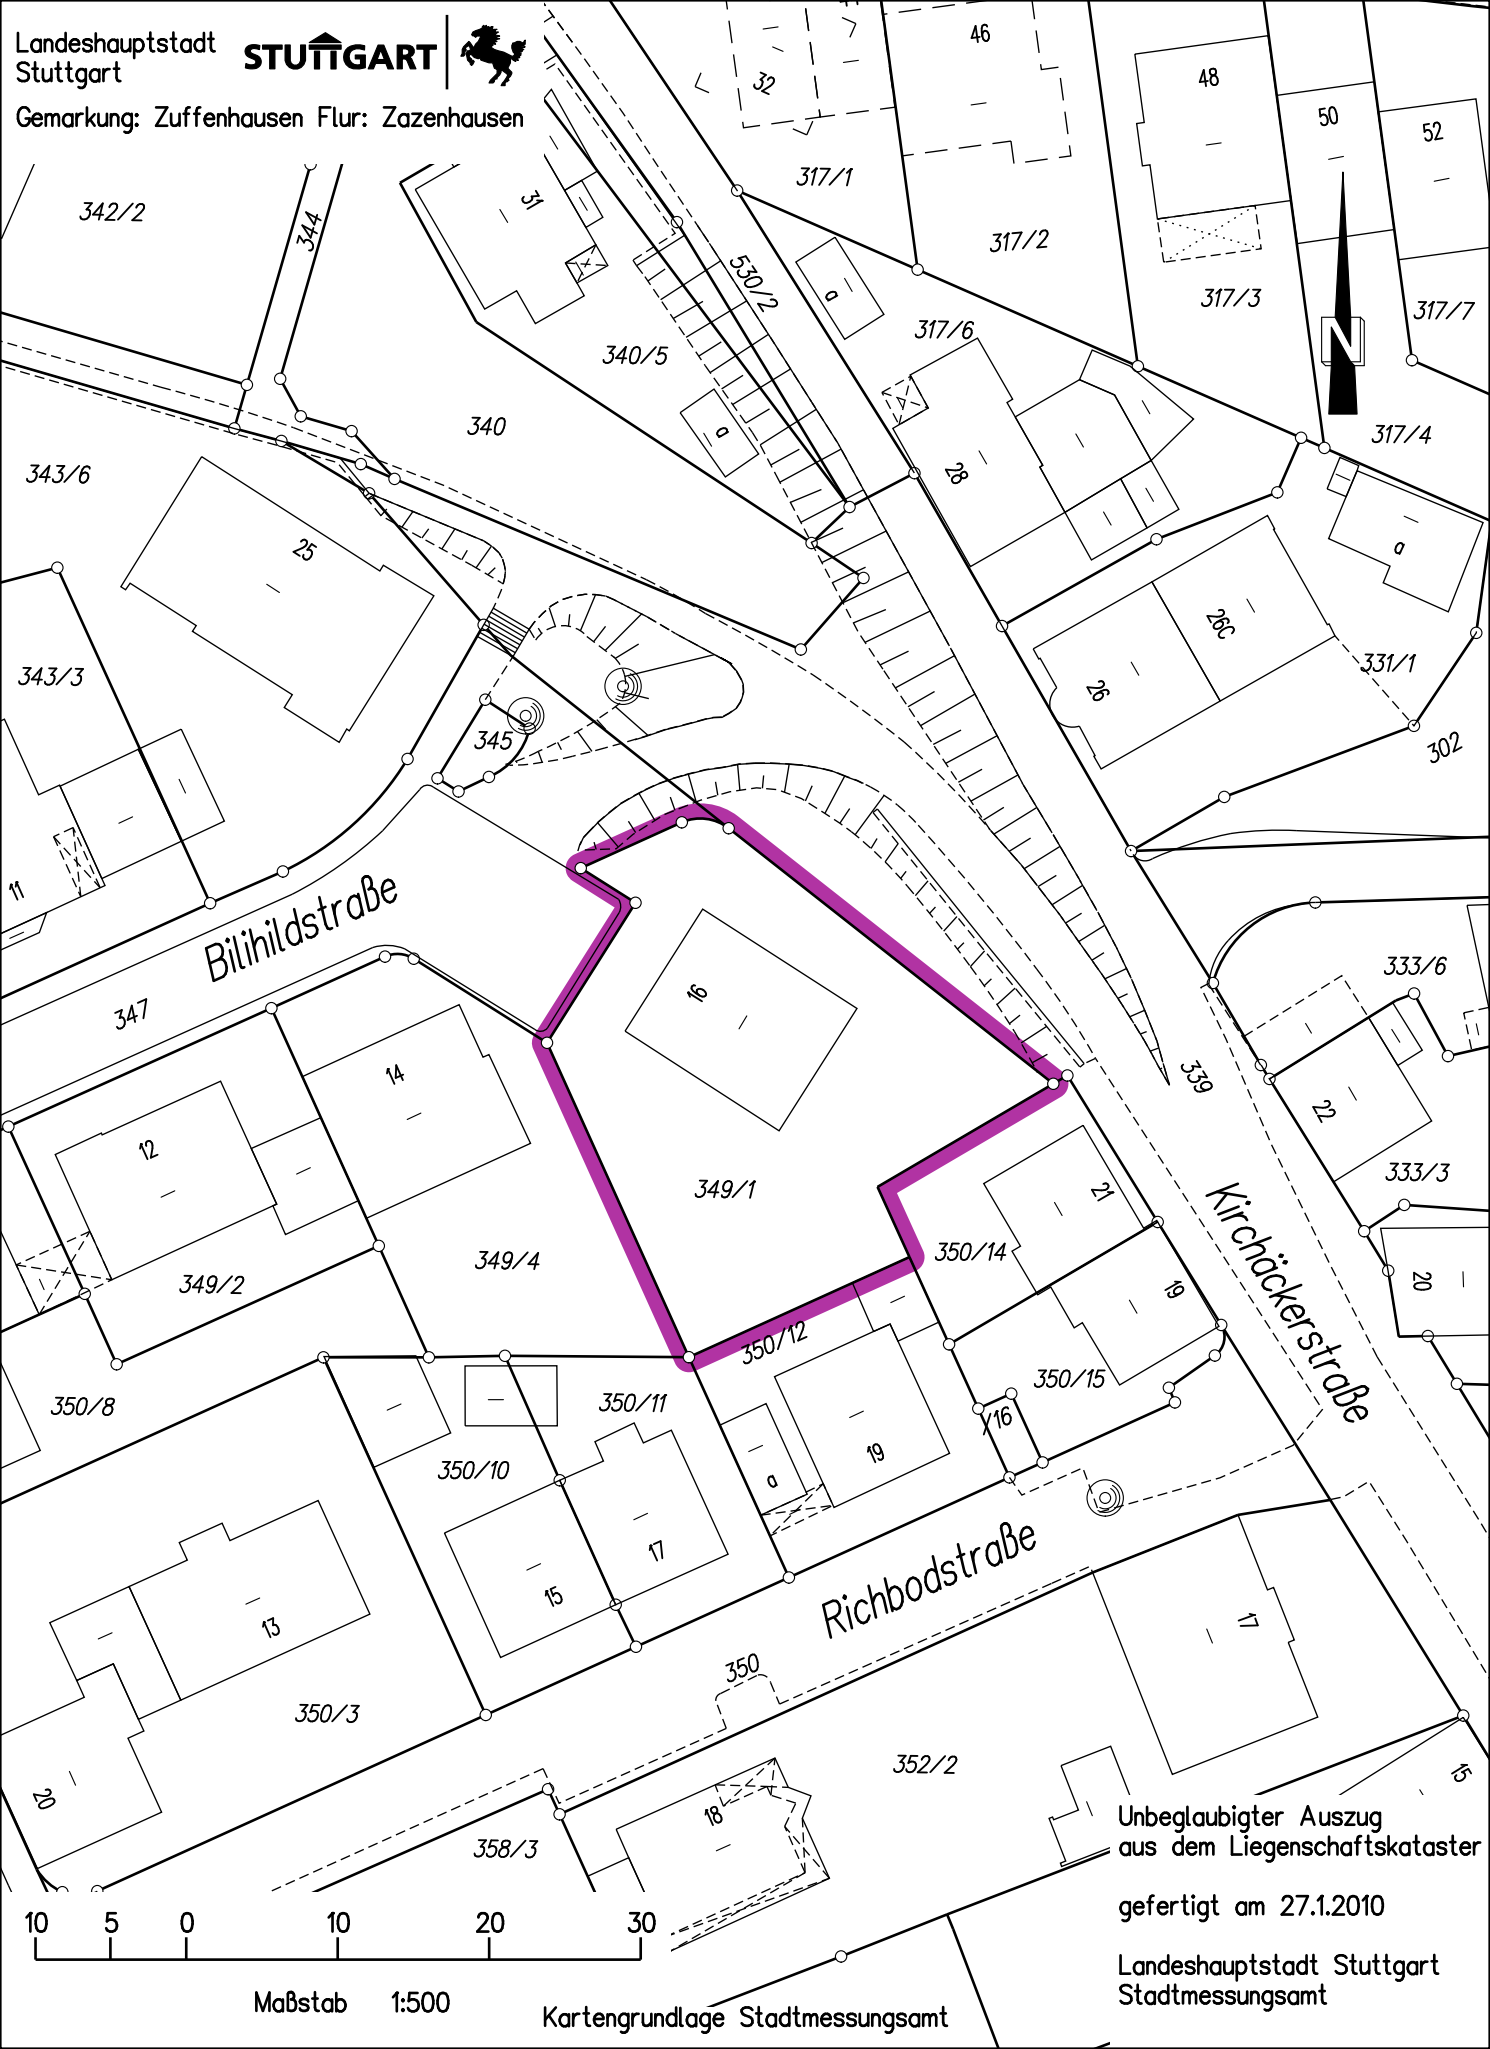 Landeshauptstadt
Stuttgart
STUTTGART
Gemarkung: Zuffenhausen Flur: Zazenhausen
46
32
48
50
52
317/1
342/2
344
31
317/2
530/2
a
317/3
317/7
N
317/6
340/5
340
a
317/4
343/6
28
25
a
26C
26
331/1
343/3
345
302
11
Bilihildstraße
347
16
333/6
14
339
22
12
349/1
21
333/3
Kirchäckerstraße
350/14
349/4
349/2
19
20
350/12
350/15
350/8
350/11
/16
350/10
19
a
17
Richbodstraße
15
13
17
350
350/3
352/2
20
18
15
358/3
Unbeglaubigter Auszug
aus dem Liegenschaftskataster
gefertigt am 27.1.2010
Landeshauptstadt Stuttgart
Stadtmessungsamt
10 5 0 10 20 30
Maßstab 1:500
Kartengrundlage Stadtmessungsamt